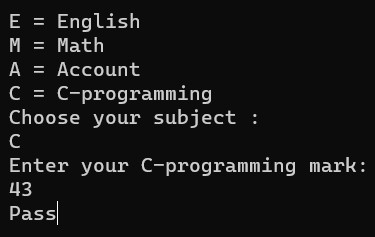 E = English
M = Math
A = Account
C = C-programming
Choose your subject :
C
Enter your C-programming mark:
43
Pass